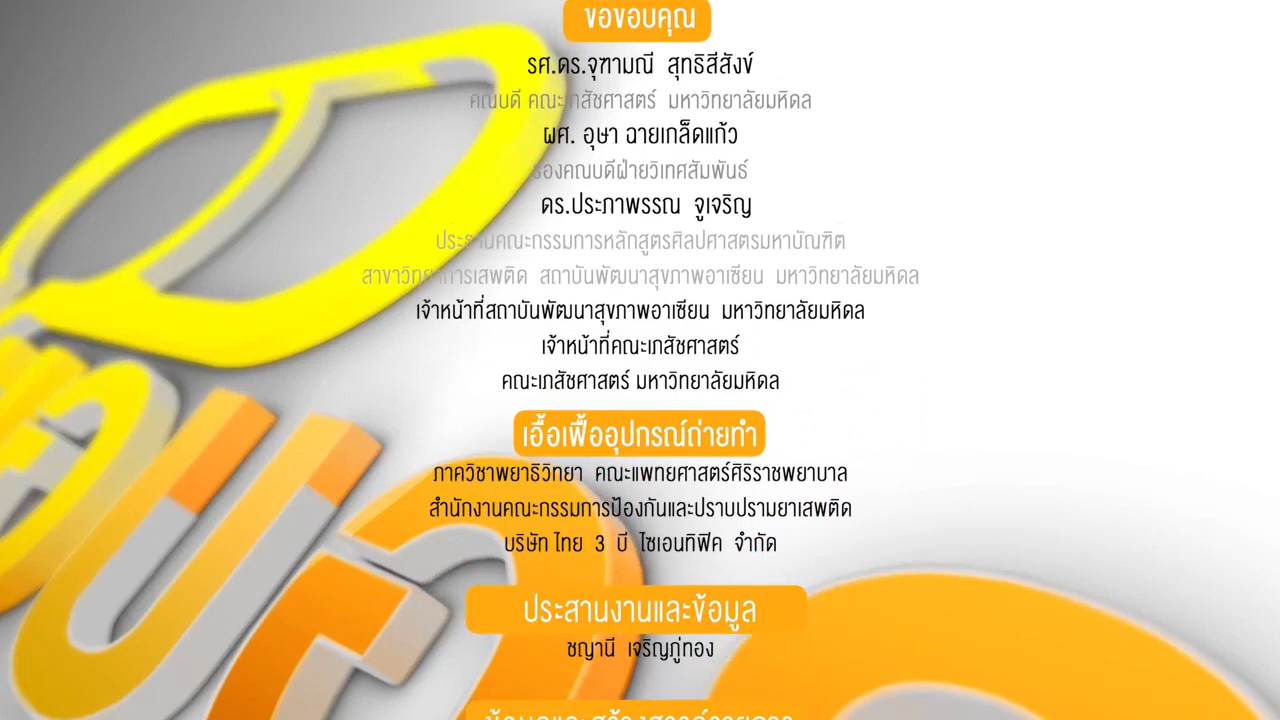 ขอขอบคุณ
รศ.ดร.จุฑามณี สุทธิสีสังข์
คณบดี คณะเภสัชศาสตร์ มหาวิทยาลัยมหิดล
ผศ. อุษา ฉายเกล็ดแก้ว
รองคณบดีฝ่ายวิเทศสัมพันธ์
ดร.ประภาพรรณ จูเจริญ
ประธานคณะกรรมการหลักสูตรศิลปศาสตรมหาบัณฑิต
สาขาวิทยาการเสพติด สถาบันพัฒนาสุขภาพอาเซียน มหาวิทยาลัยมหิดล
เจ้าหน้าที่สถาบันพัฒนาสุขภาพอาเซียน มหาวิทยาลัยมหิดล
เจ้าหน้าที่คณะเภสัชศาสตร์
คณะเภสัชศาสตร์ มหาวิทยาลัยมหิดล
เอื้อเฟื้ออุปกรณ์ถ่ายทำ
ภาควิชาพยาธิวิทยา คณะแพทยศาสตร์ศิริราชพยาบาล
สำนักงานคณะกรรมการป้องกันและปราบปรามยาเสพติด
บริษัท ไทย 3 บี ไซเอนทิฟิค จำกัด
ประสานงานและข้อมูล
ชญานี เจริญภู่ทอง